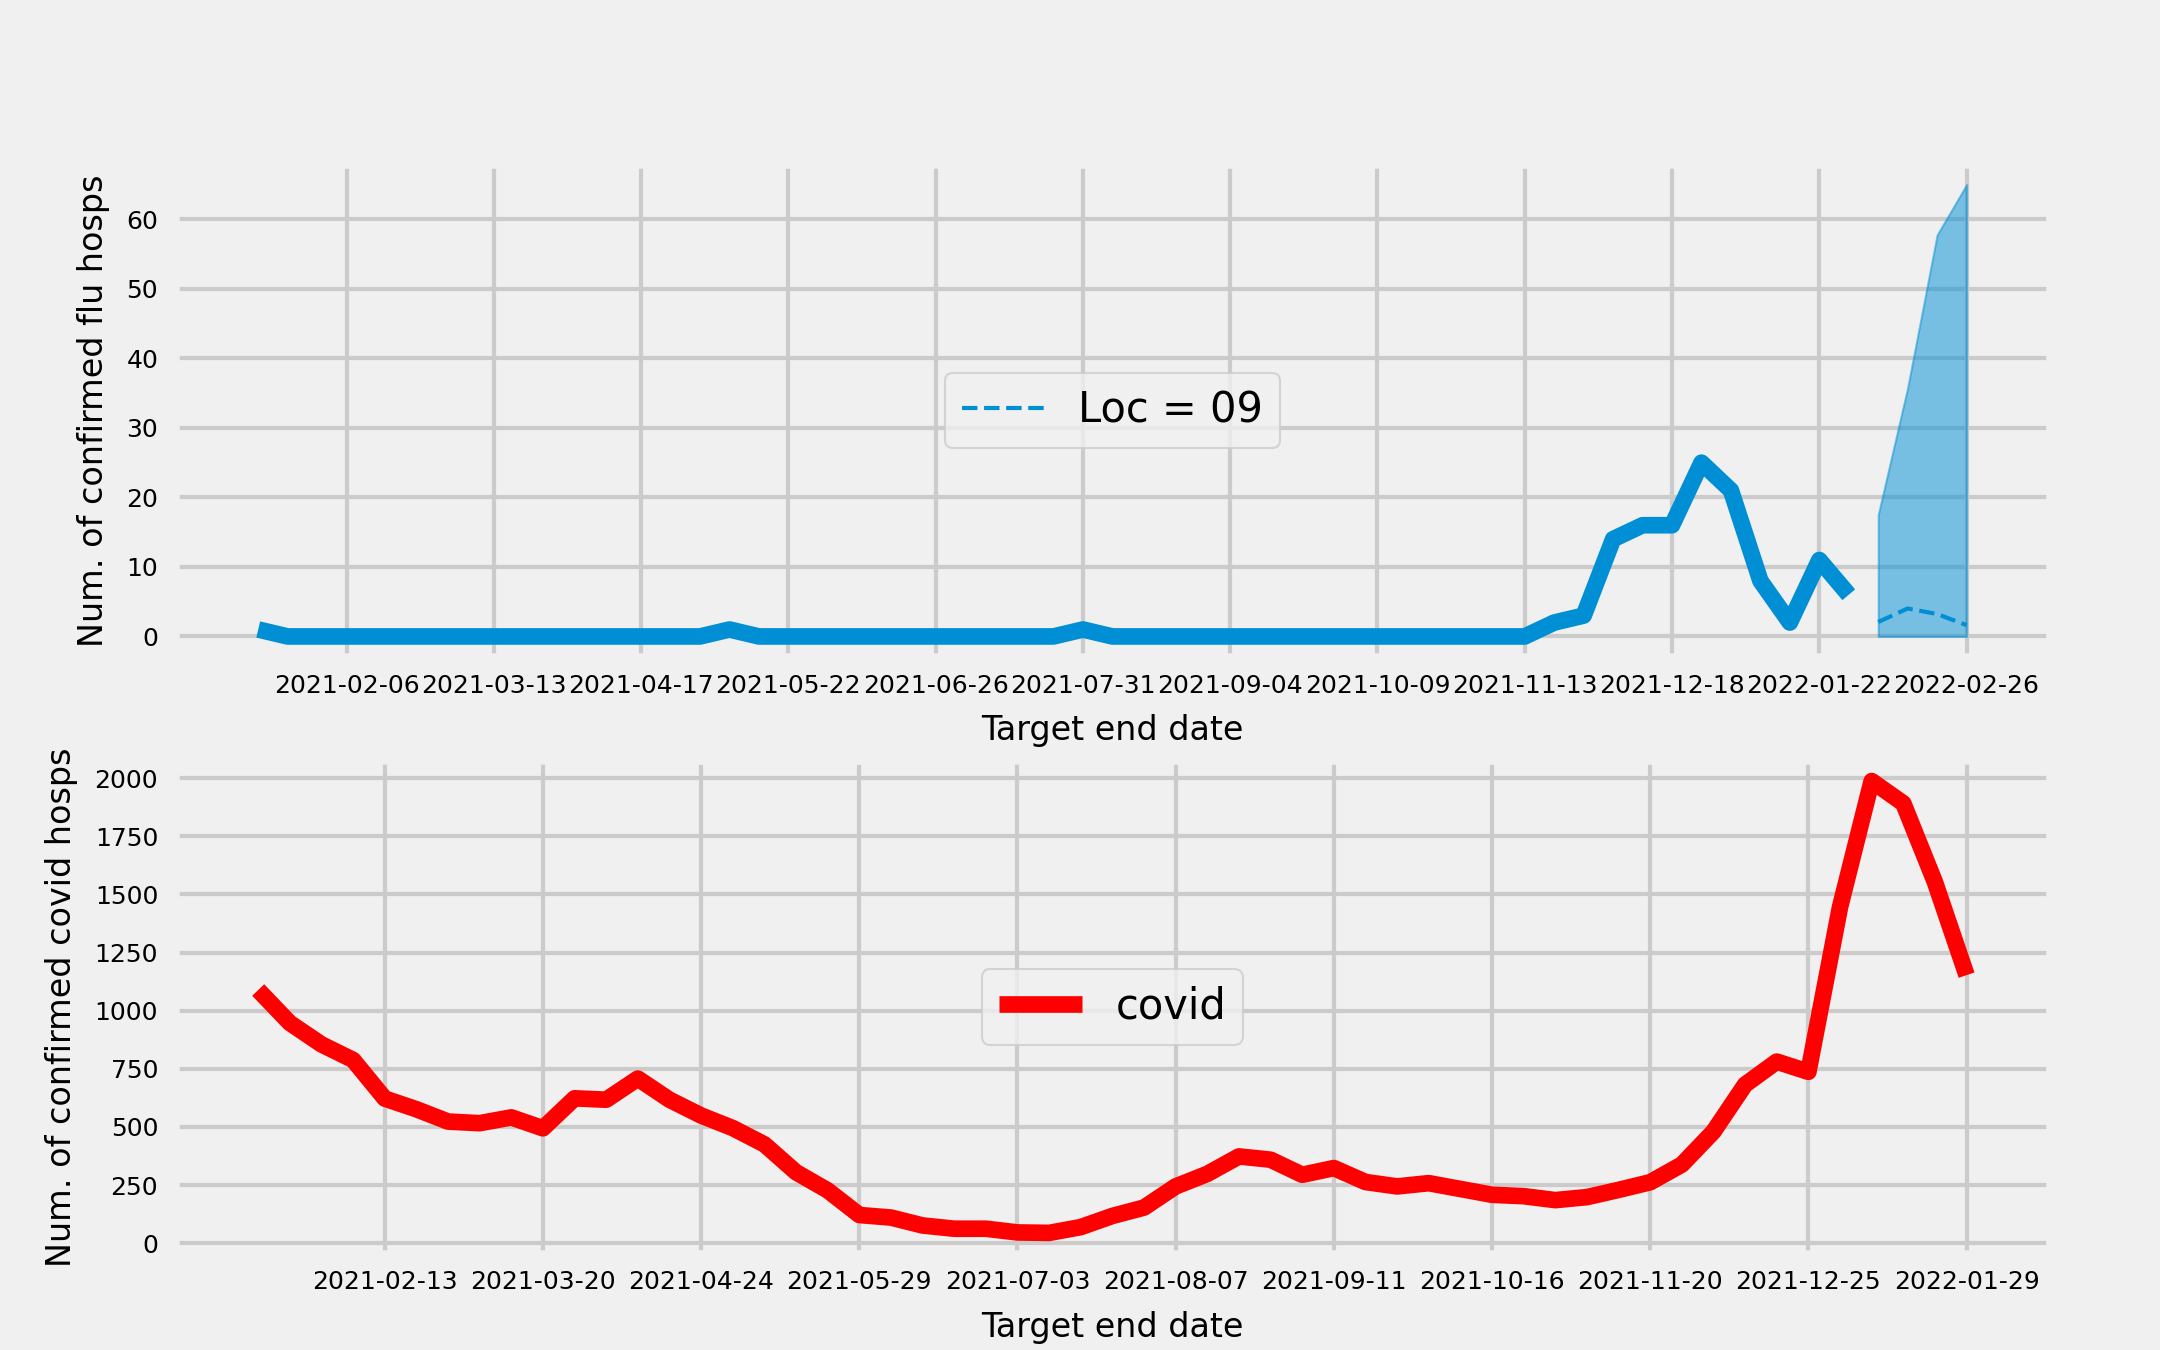 Num. of confirmed flu hosps
60
50
40
30
20
10
0
Loc = 09
2021-02-06 2021-03-13 2021-04-17 2021-05-22 2021-06-26 2021-07-31 2021-09-04 2021-10-09 2021-11-13 2021-12-18 2022-01-22 2022-02-26
Target end date
Num. of confirmed covid hosps
2000
1750
1500
1250
1000
750
500
250
0
covid
2021-02-13 2021-03-20 2021-04-24 2021-05-29 2021-07-03 2021-08-07 2021-09-11 2021-10-16 2021-11-20 2021-12-25 2022-01-29
Target end date